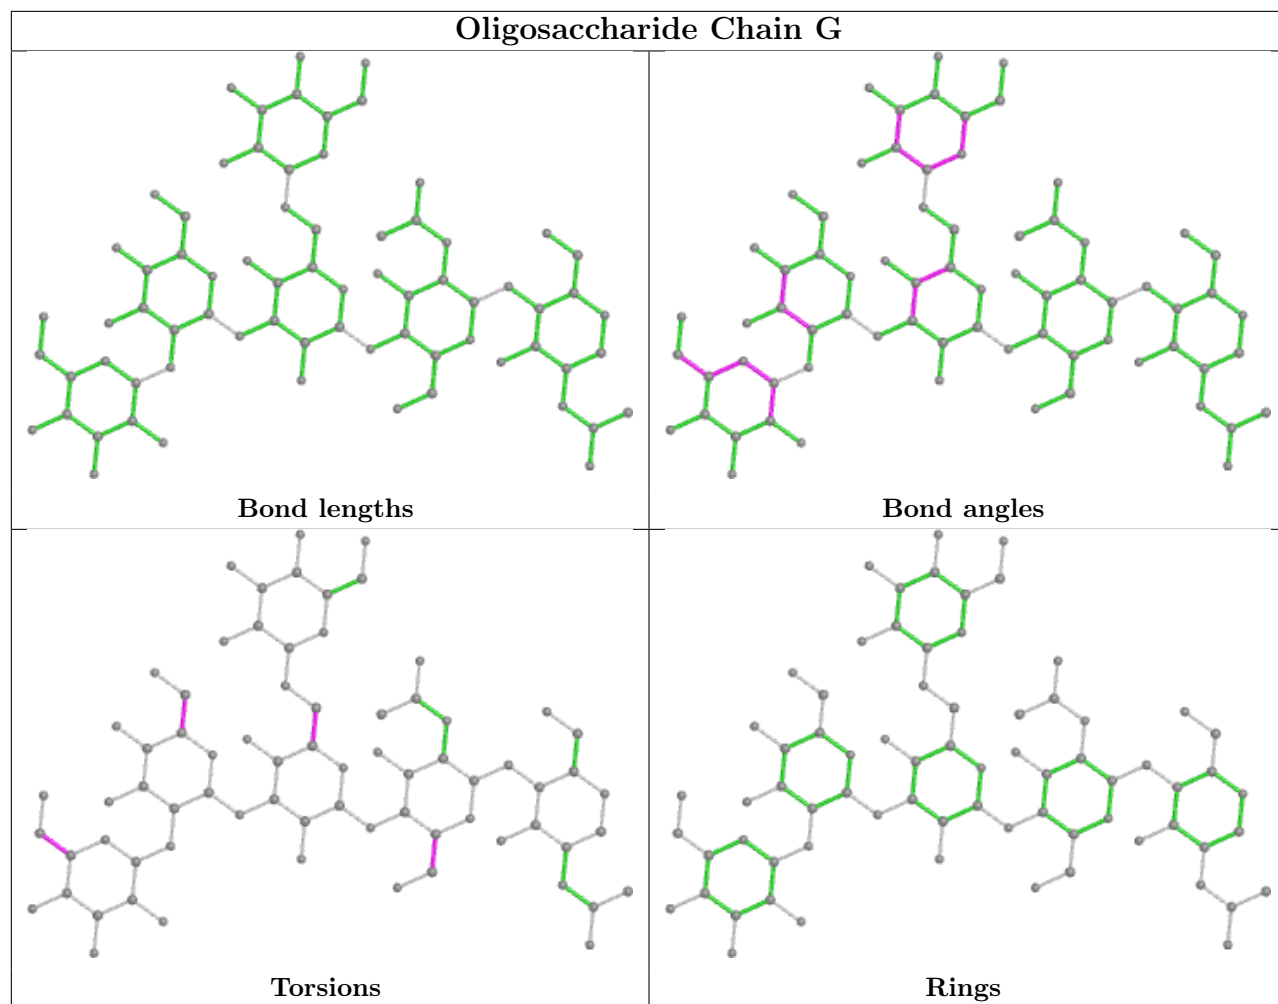 Oligosaccharide Chain G
Bond lengths
Bond angles
Torsions
Rings